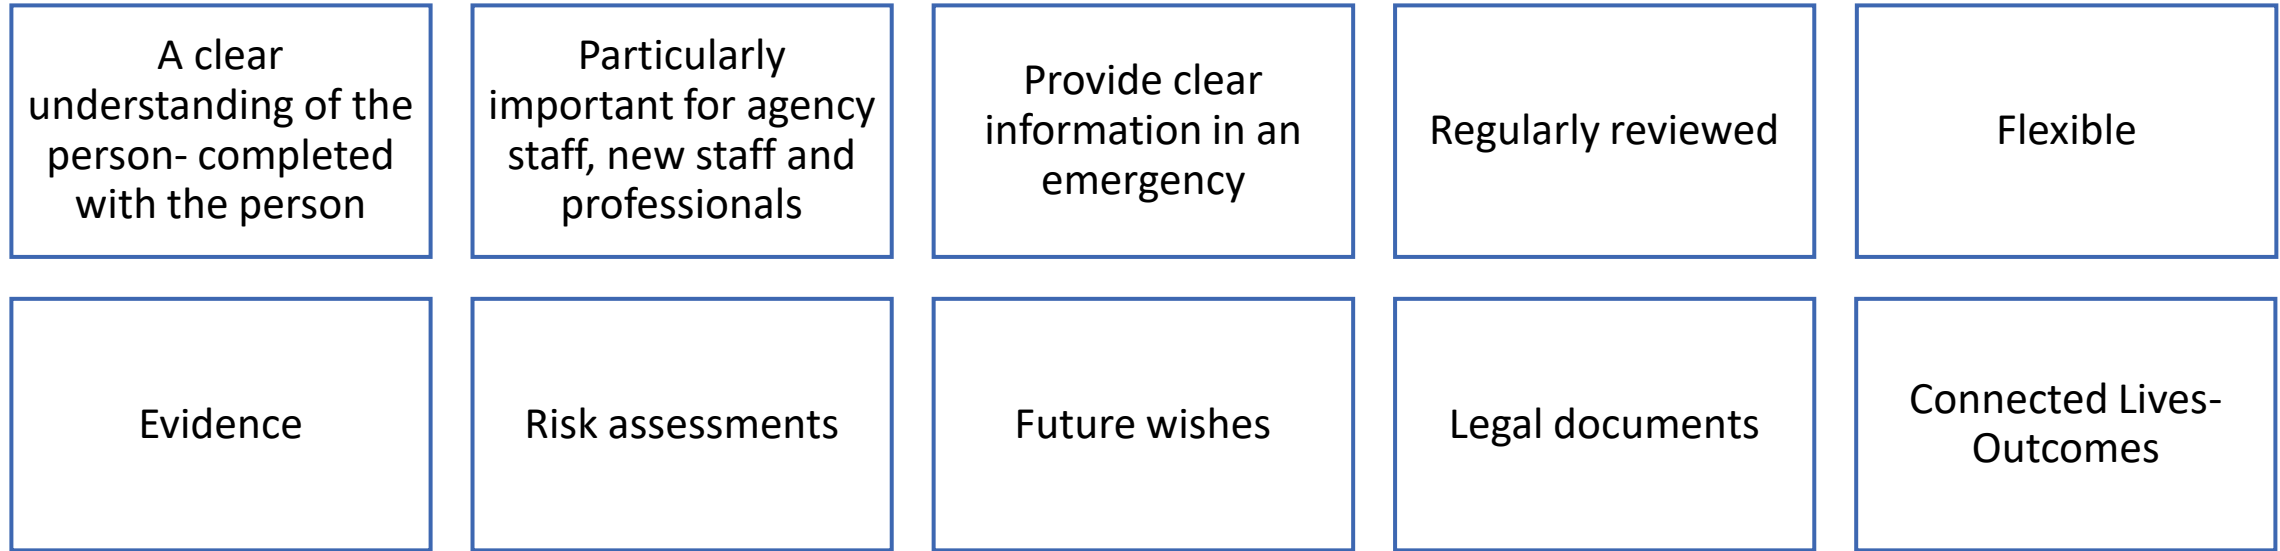 A clear
understanding of the
person- completed
with the person
Particularly
important for agency
staff, new staff and
professionals
Provide clear
information in an
emergency
Regularly reviewed
Flexible
Evidence
Risk assessments
Future wishes
Legal documents
Connected Lives-
Outcomes